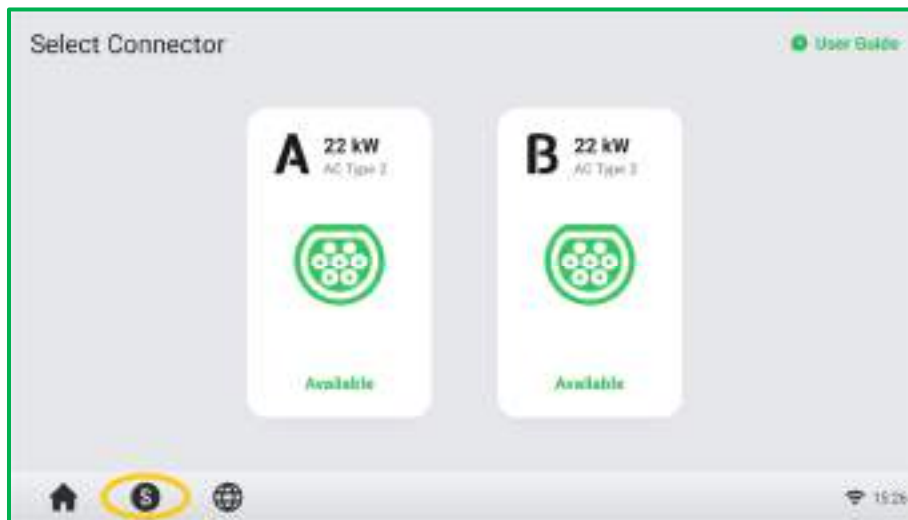 Select Connector
User Guide
A
22 kW
AC Type 2
Available
B
22 kW
AC Type 2
Available
S
15:26